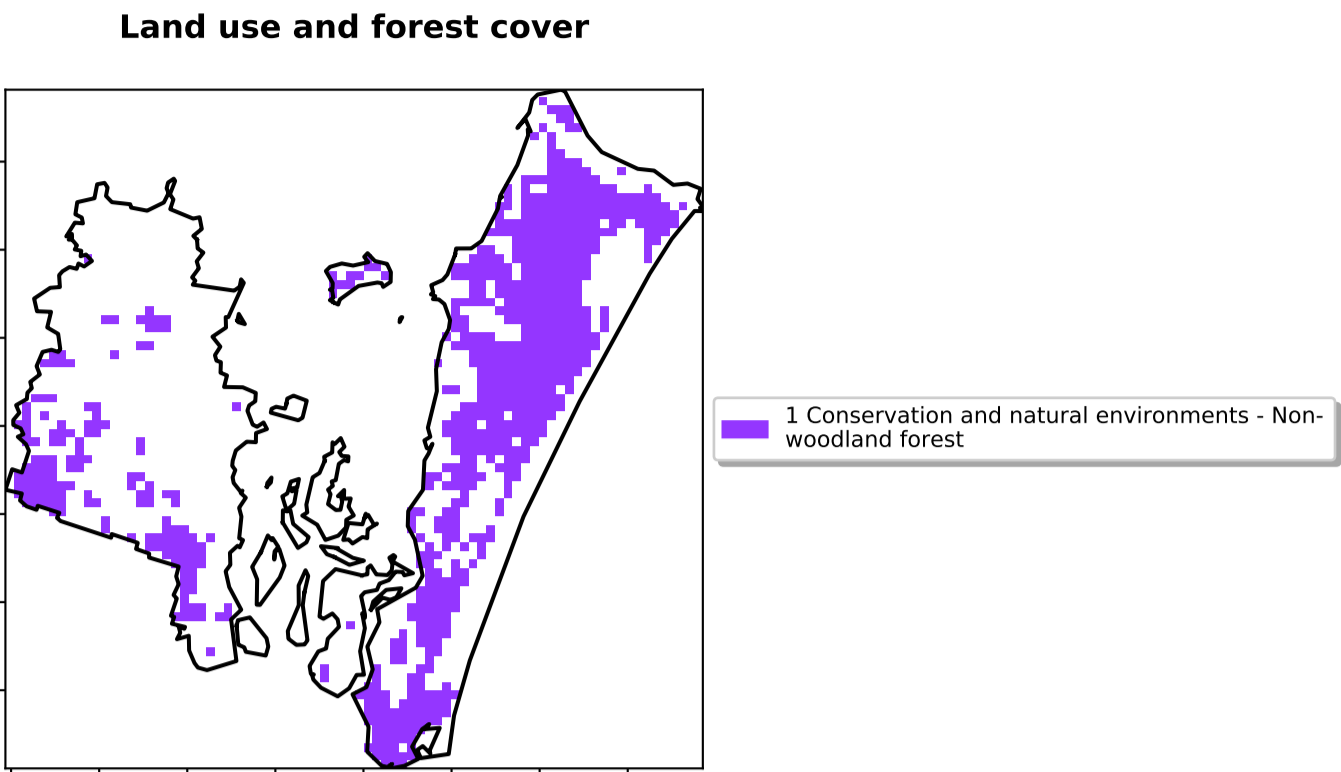 Land use and forest cover
1 Conservation and natural environments - Non-
woodland forest